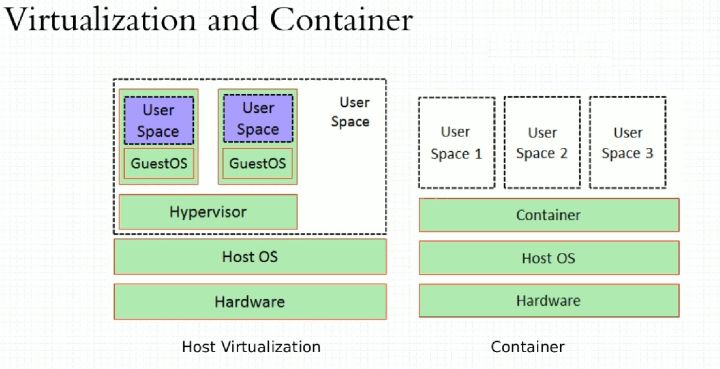 Virtualization and Container
User
Space
GuestOS
User
Space
GuestOS
User
Space
Hypervisor
Host OS
Hardware
Host Virtualization
User
Space 1
User
Space 2
User
Space 3
Container
Host OS
Hardware
Container